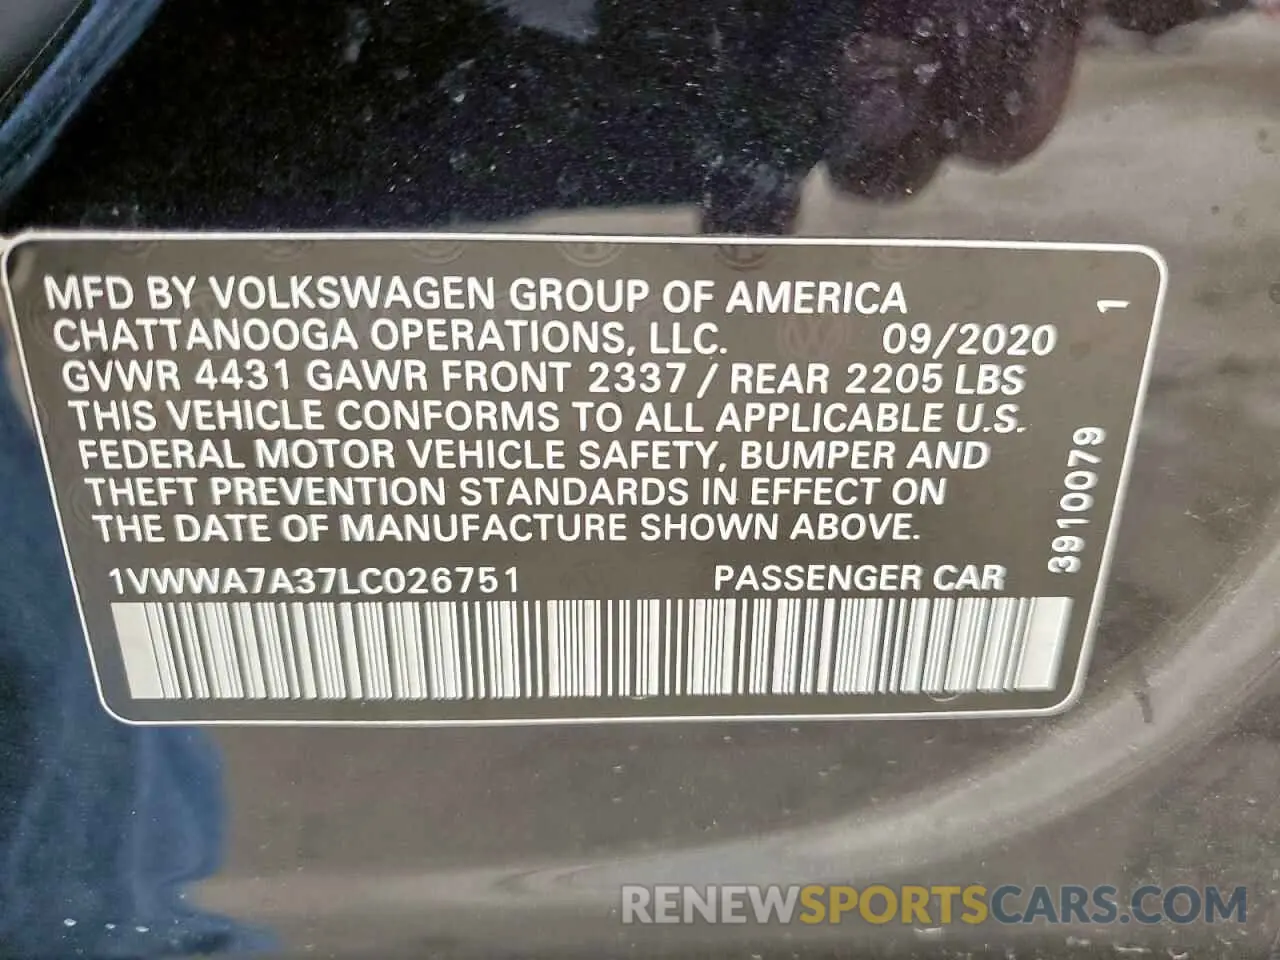 MFD BY VOLKSWAGEN GROUP OF AMERICA
CHATTANOOGA OPERATIONS, LLC. 09/2020
GVWR 4431 GAWR FRONT 2337 / REAR 2205 LBS
THIS VEHICLE CONFORMS TO ALL APPLICABLE U.S.
FEDERAL MOTOR VEHICLE SAFETY, BUMPER AND
THEFT PREVENTION STANDARDS IN EFFECT ON
THE DATE OF MANUFACTURE SHOWN ABOVE.
1VWWA7A37LC026751 PASSENGER CAR
3910079 1
RENEWSPORTSCARS.COM